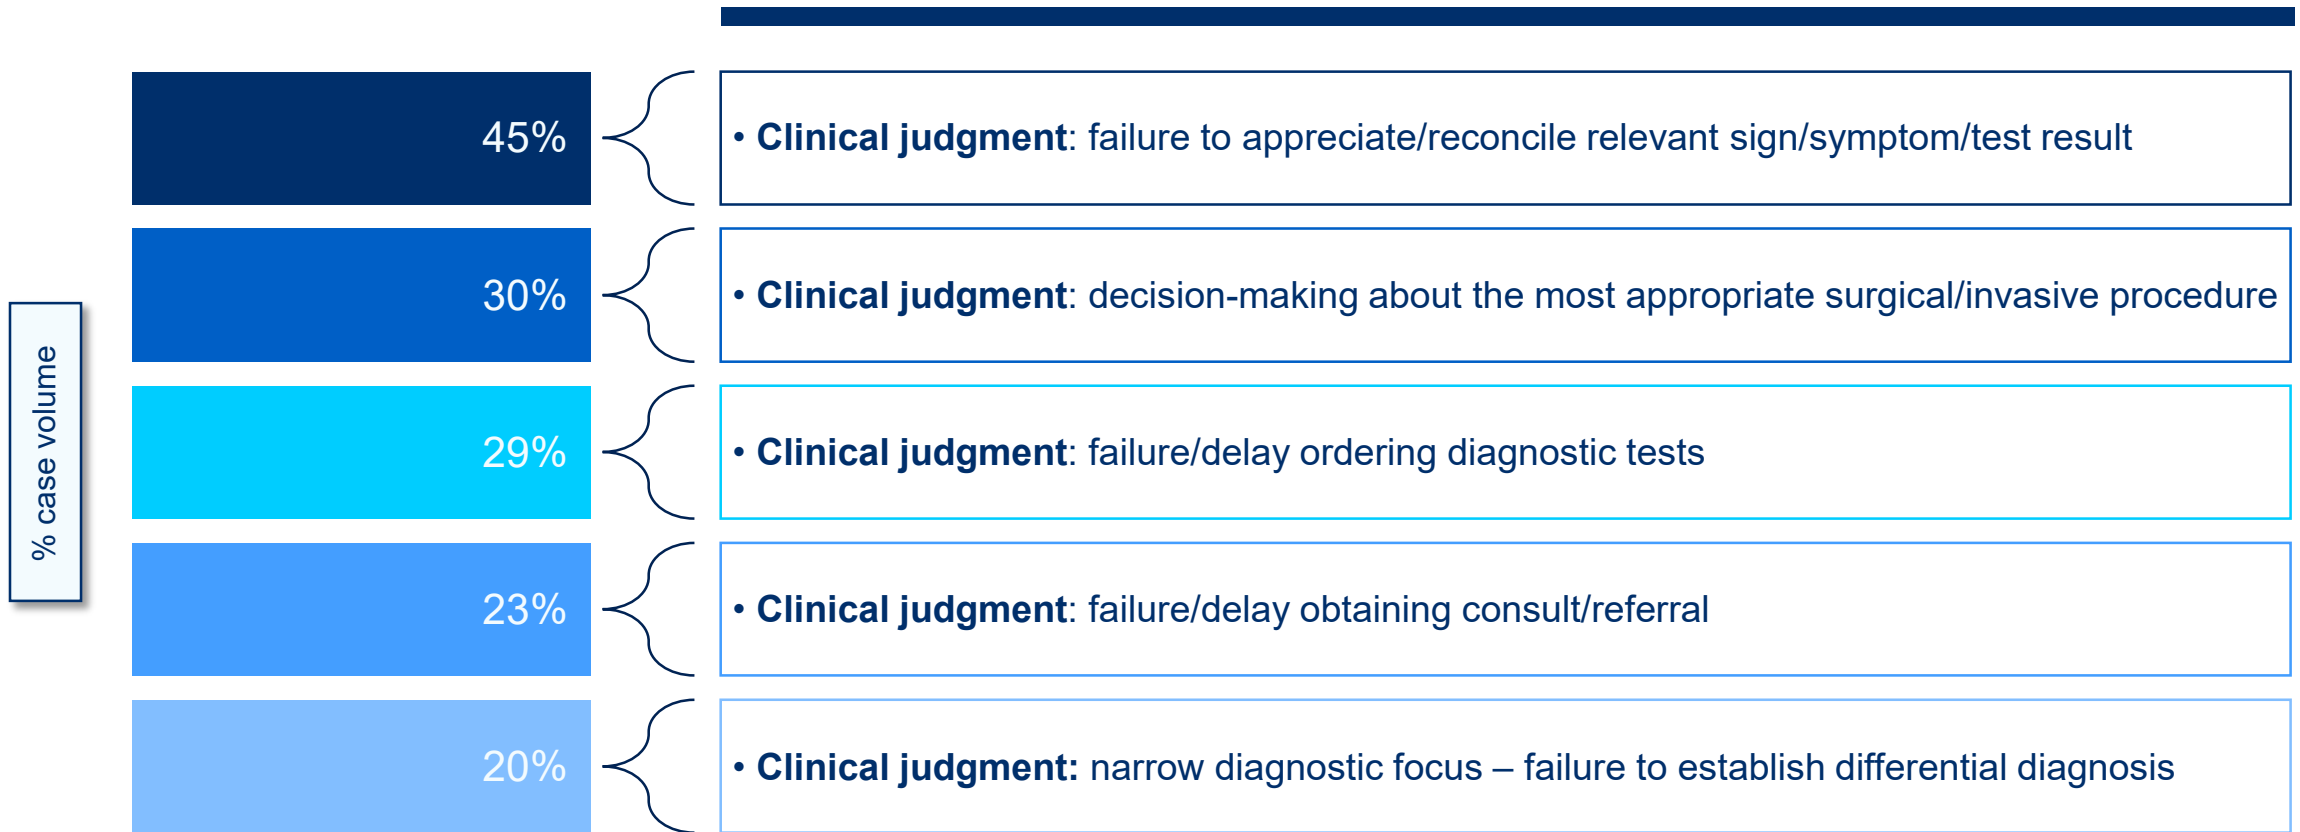 % case volume
45%
• Clinical judgment: failure to appreciate/reconcile relevant sign/symptom/test result
30%
• Clinical judgment: decision-making about the most appropriate surgical/invasive procedure
29%
• Clinical judgment: failure/delay ordering diagnostic tests
23%
• Clinical judgment: failure/delay obtaining consult/referral
20%
• Clinical judgment: narrow diagnostic focus – failure to establish differential diagnosis